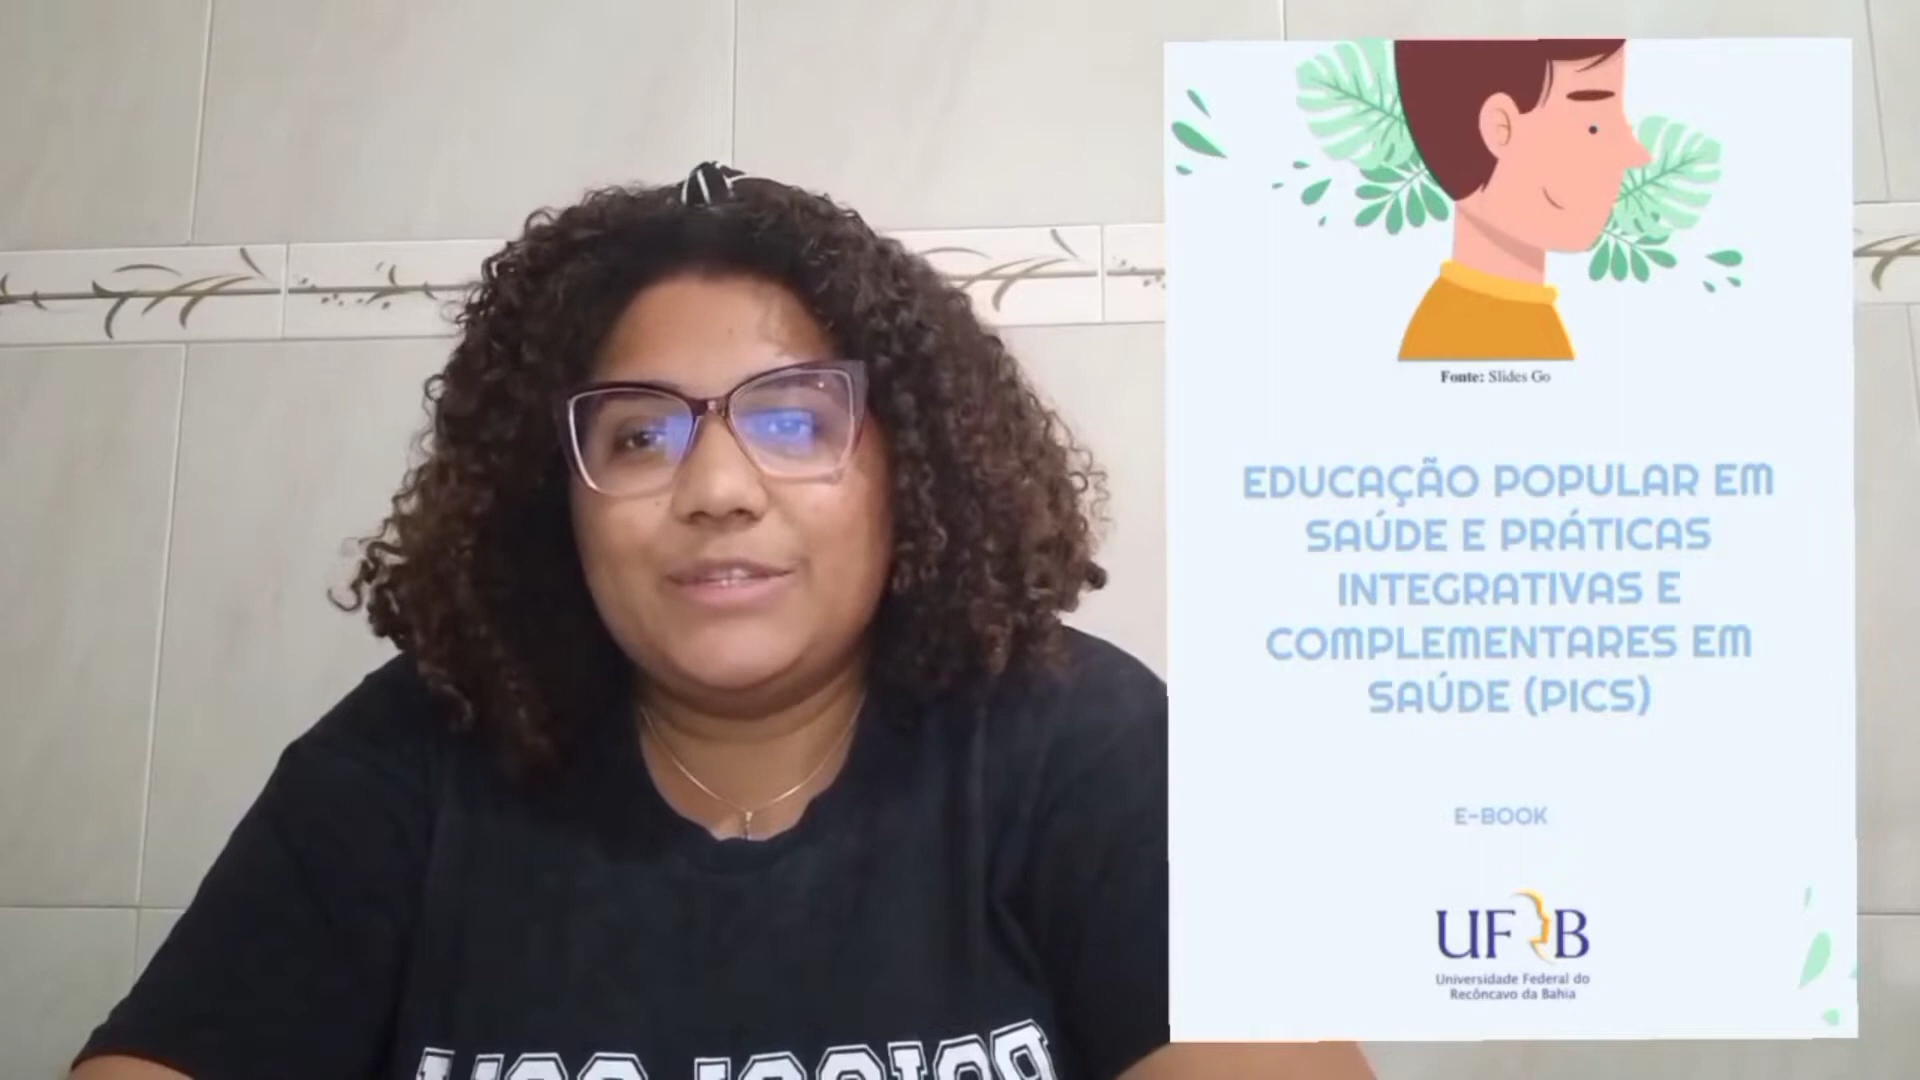 Fonte: Slides Go
EDUCAÇÃO POPULAR EM
SAÚDE E PRÁTICAS
INTEGRATIVAS E
COMPLEMENTARES EM
SAÚDE (PICS)
E-BOOK
UFRB
Universidade Federal do
Recôncavo da Bahia